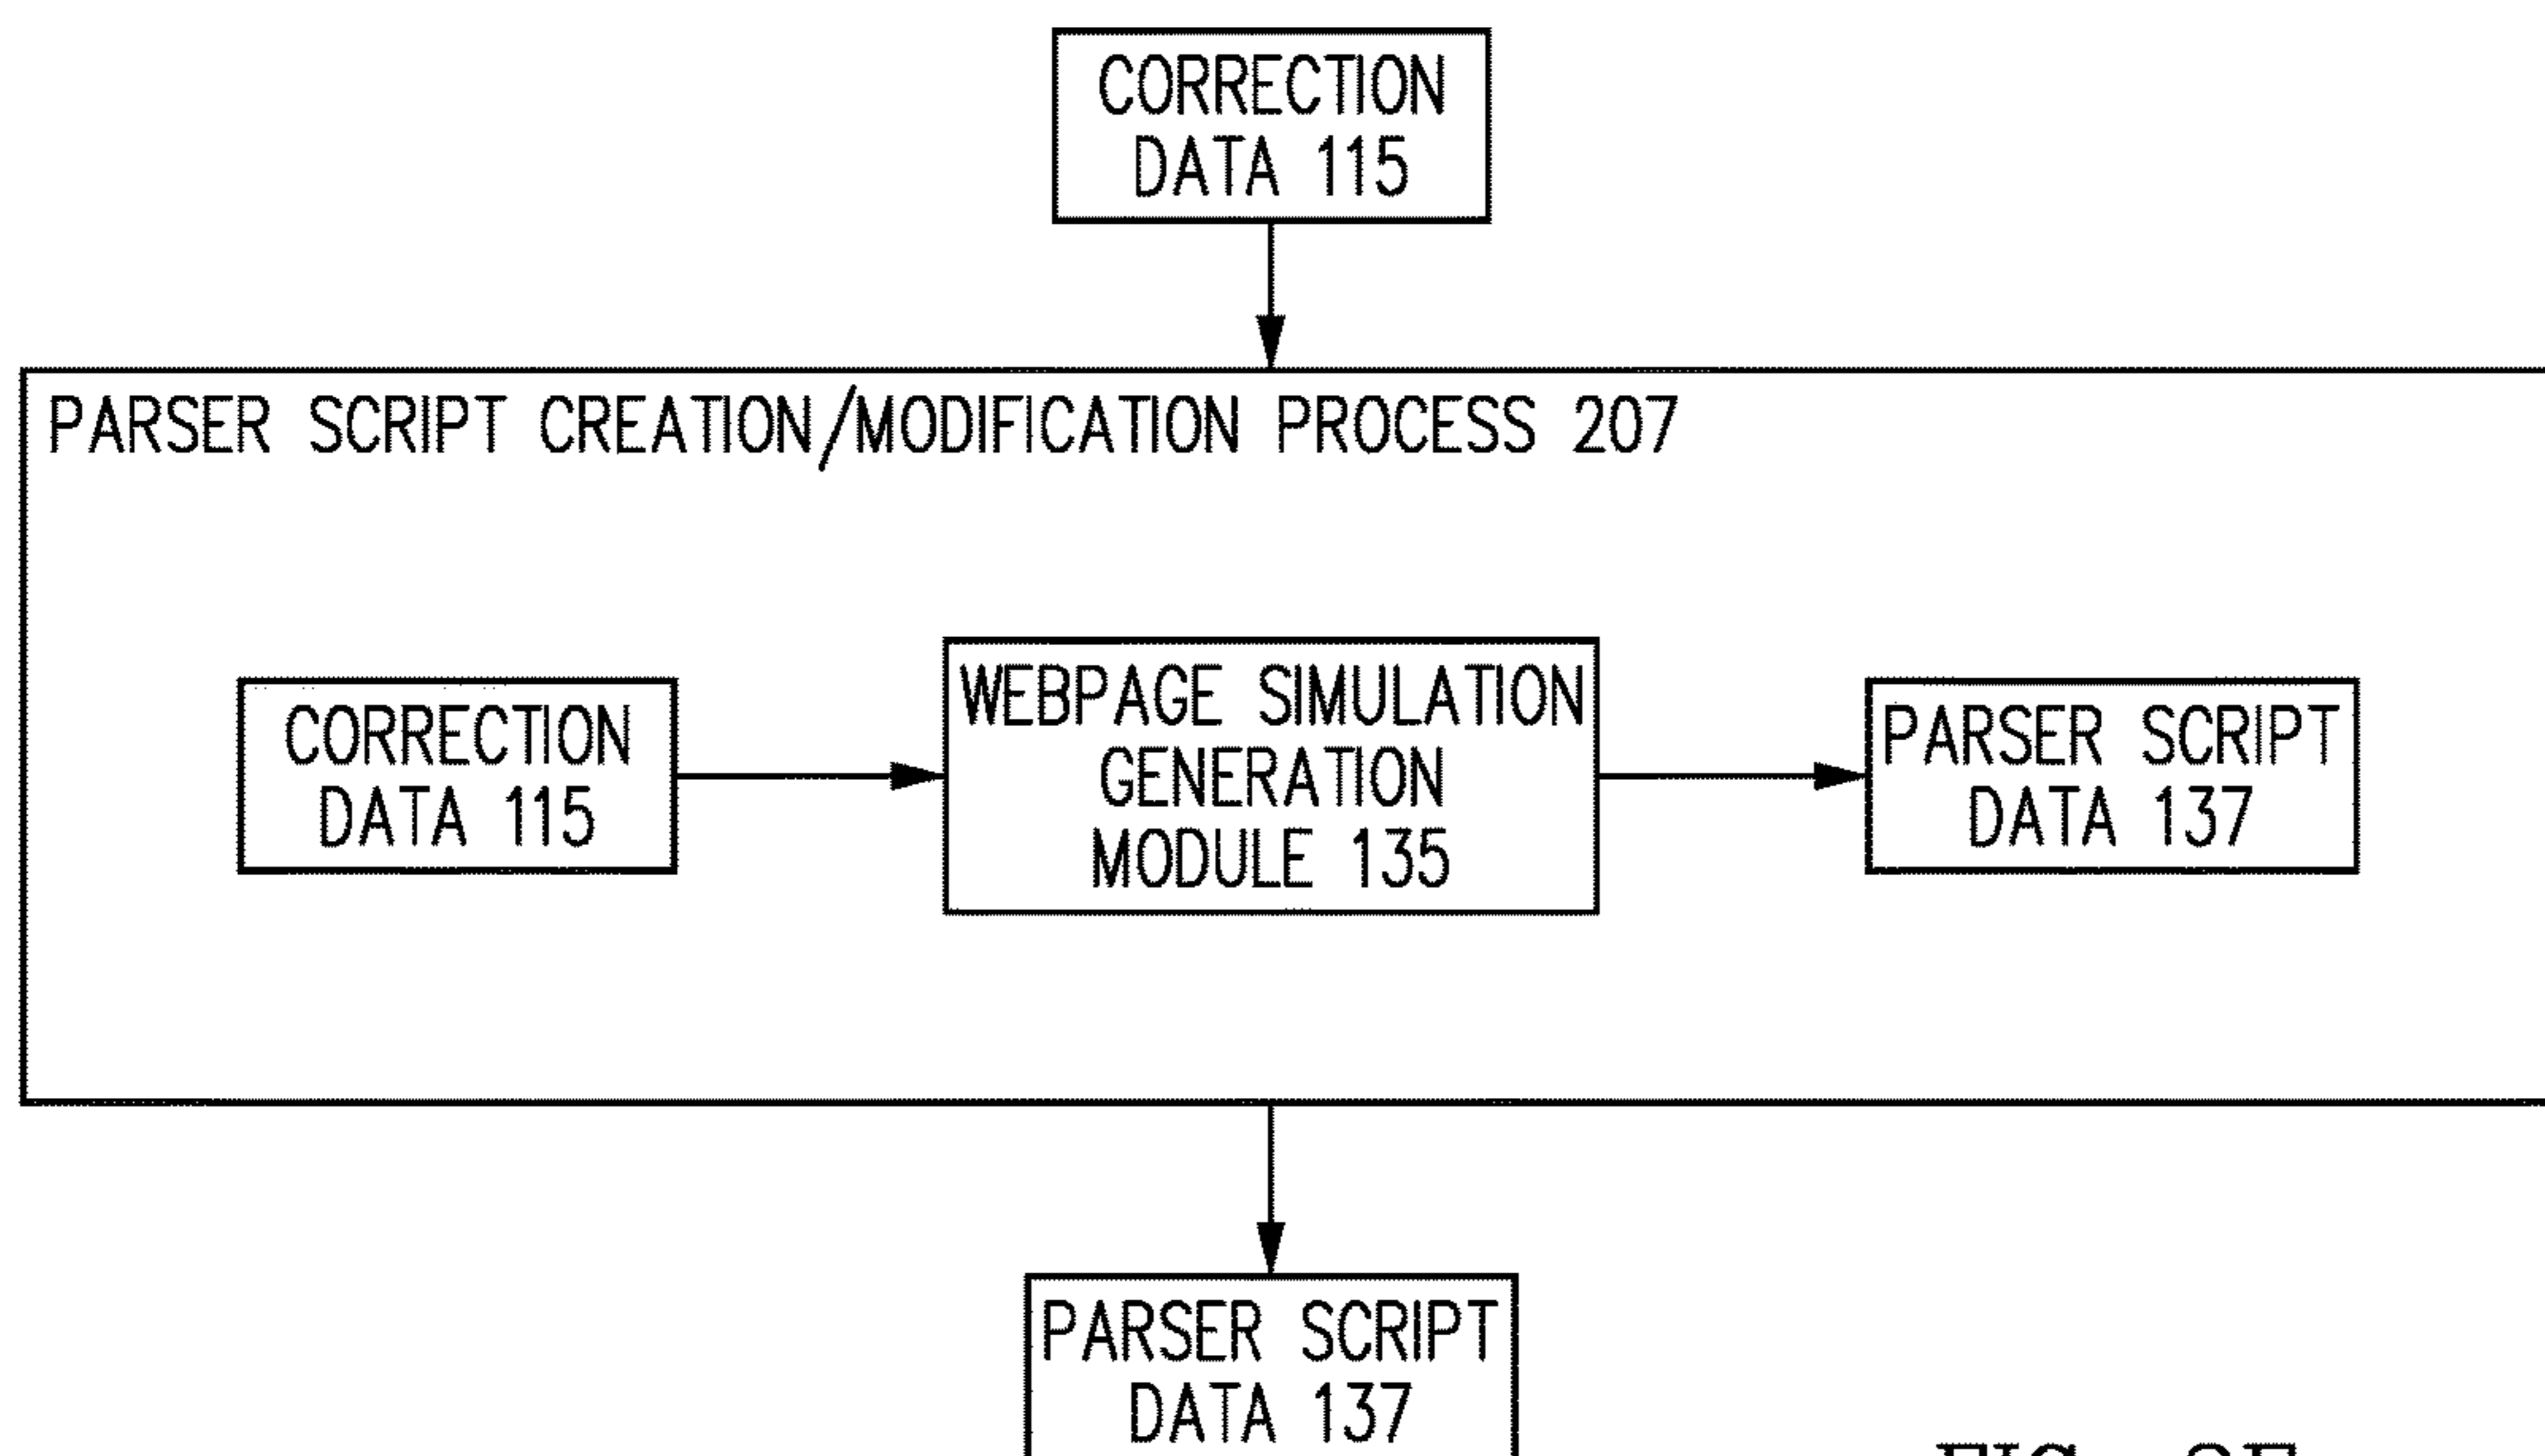 CORRECTION
DATA 115
PARSER SCRIPT CREATION/MODIFICATION PROCESS 207
CORRECTION
DATA 115
WEBPAGE SIMULATION
GENERATION
MODULE 135
PARSER SCRIPT
DATA 137
PARSER SCRIPT
DATA 137